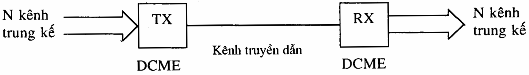 N kênh
trung kế
TX
DCME
Kênh truyền dẫn
RX
DCME
N kênh
trung kế